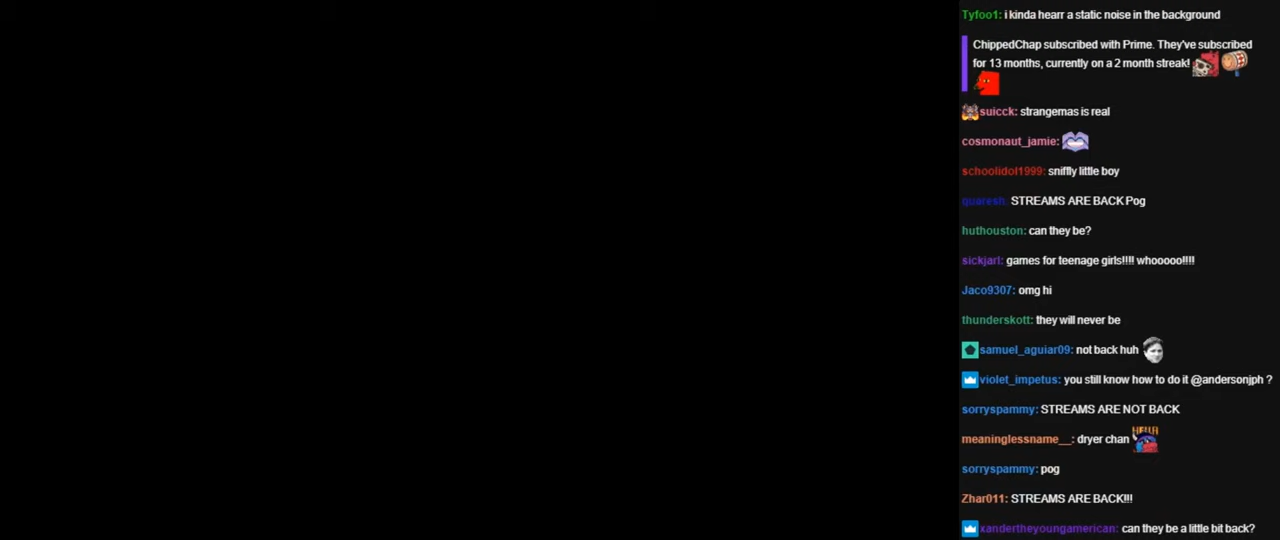 Tyfoo1: i kinda hearr a static noise in the background
ChippedChap subscribed with Prime. They've subscribed
for 13 months, currently on a 2 month streak!
suicck: strangemas is real
cosmonaut_jamie:
schoolidol1999: sniffly little boy
quaresh: STREAMS ARE BACK Pog
huthouston: can they be?
sickjarl: games for teenage girls!!!! whooooo!!!!
Jaco9307: omg hi
thunderskott: they will never be
samuel_aguiar09: not back huh
violet_impetus: you still know how to do it @andersonjph ?
sorryspammy: STREAMS ARE NOT BACK
meaninglessname__: dryer chan
HELLA
sorryspammy: pog
Zhar011: STREAMS ARE BACK!!!
xandertheyoungamerican: can they be a little bit back?